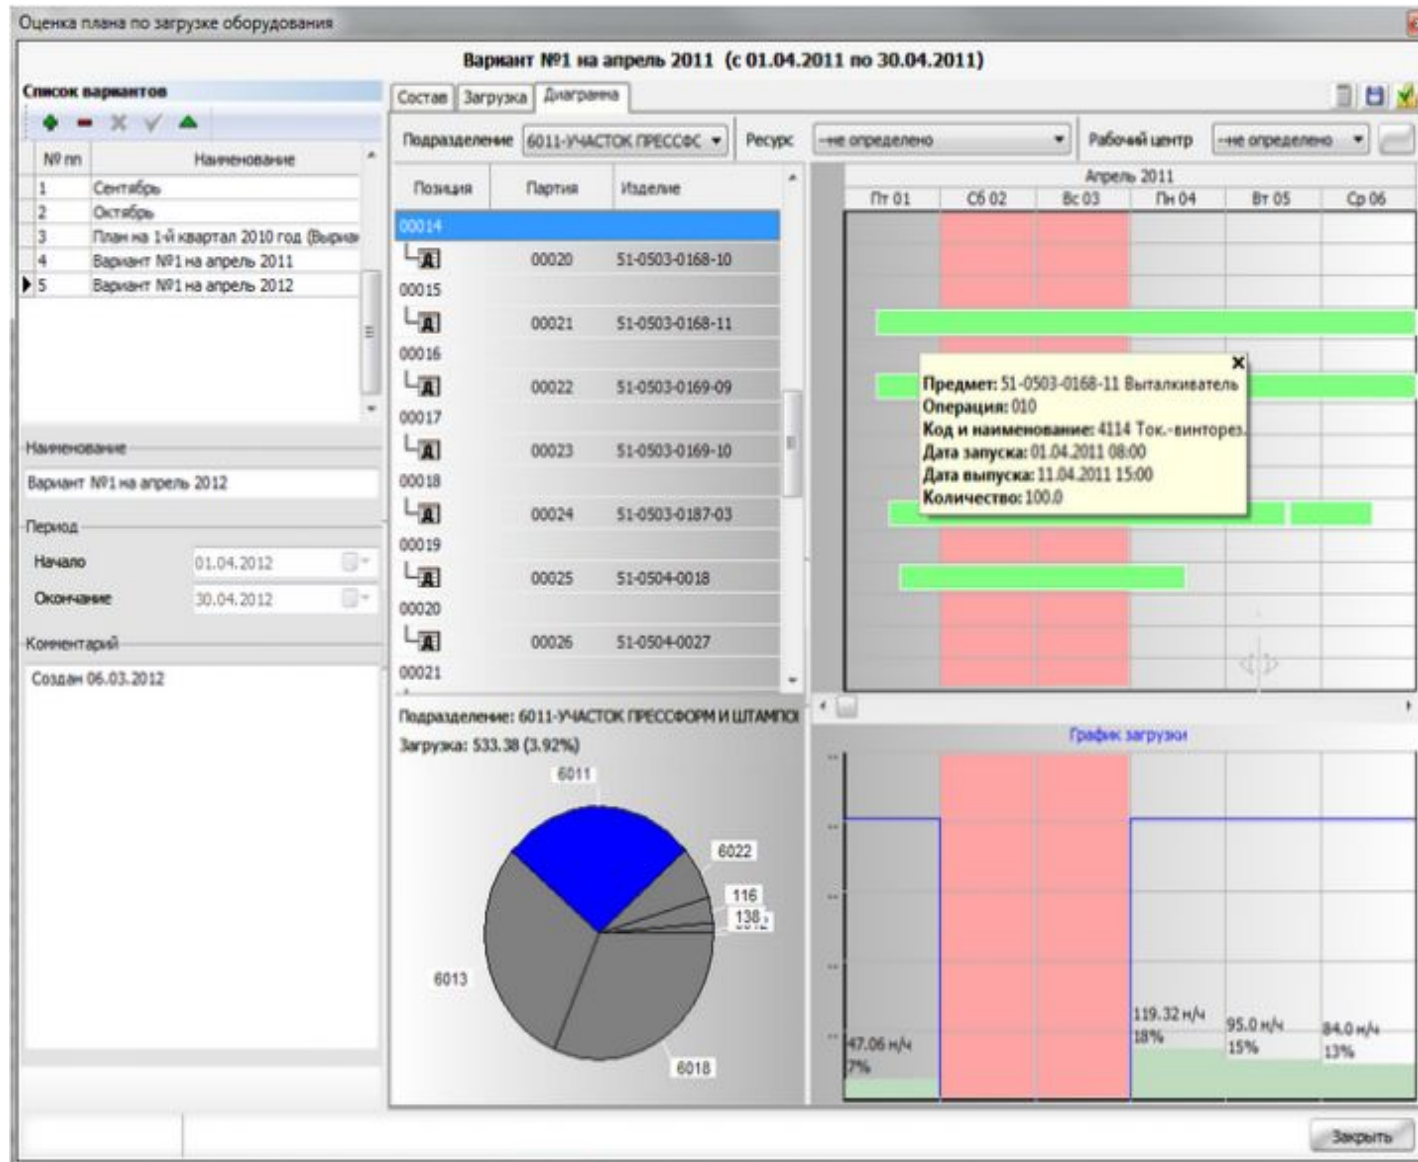 Оценка плана по загрузке оборудования
Вариант №1 на апрель 2011 (с 01.04.2011 по 30.04.2011)
Список вариантов
№ пп Наименование
1 Сентябрь
2 Октябрь
3 План на 1-й квартал 2010 год (Выриан
4 Вариант №1 на апрель 2011
5 Вариант №1 на апрель 2012
Наименование
Вариант №1 на апрель 2012
Период
Начало 01.04.2012
Окончание 30.04.2012
Комментарий
Создан 06.03.2012
Состав Загрузка Диаграмма
Подразделение 6011-УЧАСТОК ПРЕССФС Ресурс --не определено Рабочий центр --не определено
Позиция Партия Изделие
00014
00020 51-0503-0168-10
00015
00021 51-0503-0168-11
00016
00022 51-0503-0169-09
00017
00023 51-0503-0169-10
00018
00024 51-0503-0187-03
00019
00025 51-0504-0018
00020
00026 51-0504-0027
00021
Апрель 2011
Пт 01 Сб 02 Вс 03 Пн 04 Вт 05 Ср 06
Предмет: 51-0503-0168-11 Выталкиватель
Операция: 010
Код и наименование: 4114 Ток.-винторез.
Дата запуска: 01.04.2011 08:00
Дата выпуска: 11.04.2011 15:00
Количество: 100.0
Подразделение: 6011-УЧАСТОК ПРЕССФОРМ И ШТАМПОВ
Загрузка: 533.38 (3.92%)
6011
6022
116
138
6013
6018
График загрузки
47.06 н/ч
7%
119.32 н/ч
18%
95.0 н/ч
15%
84.0 н/ч
13%
Закрыть